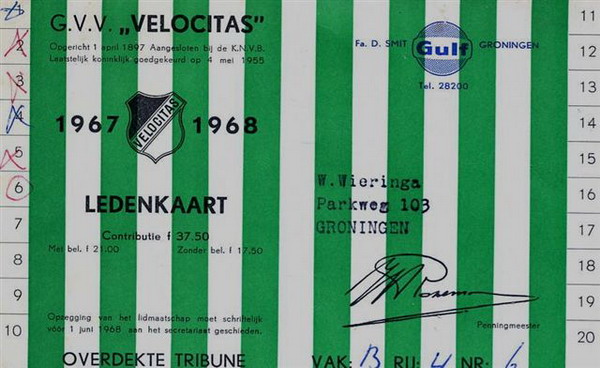 G.V.V. „VELOCITAS"
Opgericht 1 april 1897 Aangesloten bij de K.N.V.B.
Laatstelijk koninklijk goedgekeurd op 4 mei 1955
Fa. D. SMIT Gulf GRONINGEN
Tel. 28200
1967 VELOCITAS 1968
LEDENKAART
Contributie f 37.50
Met bel. f 21.00 Zonder bel. f 17.50
W.Wieringa
Parkweg 103
GRONINGEN
Opzegging van het lidmaatschap moet schriftelijk
vóór 1 juni 1968 aan het secretariaat geschieden.
Penningmeester
OVERDEKTE TRIBUNE
VAK: B RIJ: 4 NR: 6
2
3
4
5
6
7
8
9
10
11
12
13
14
15
16
17
18
19
20